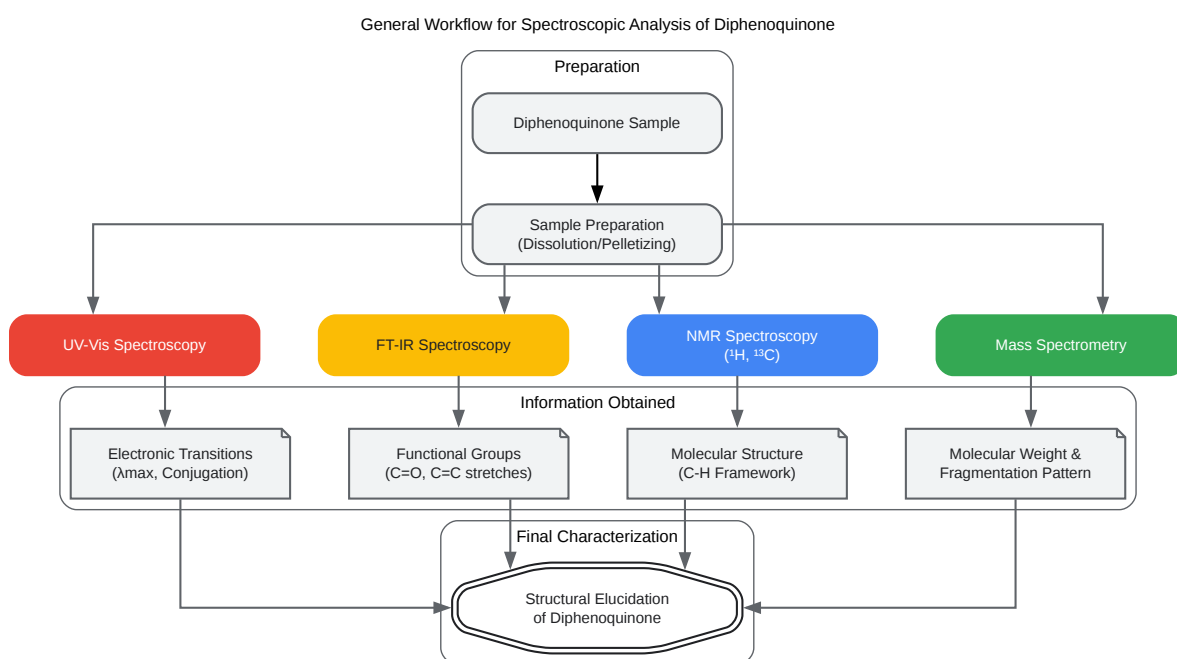 General Workflow for Spectroscopic Analysis of Diphenoquinone
Preparation
Diphenoquinone Sample
Sample Preparation
(Dissolution/Pelletizing)
UV-Vis Spectroscopy
FT-IR Spectroscopy
NMR Spectroscopy
(¹H, ¹³C)
Mass Spectrometry
Information Obtained
Electronic Transitions
(λmax, Conjugation)
Functional Groups
(C=O, C=C stretches)
Molecular Structure
(C-H Framework)
Molecular Weight &
Fragmentation Pattern
Final Characterization
Structural Elucidation
of Diphenoquinone